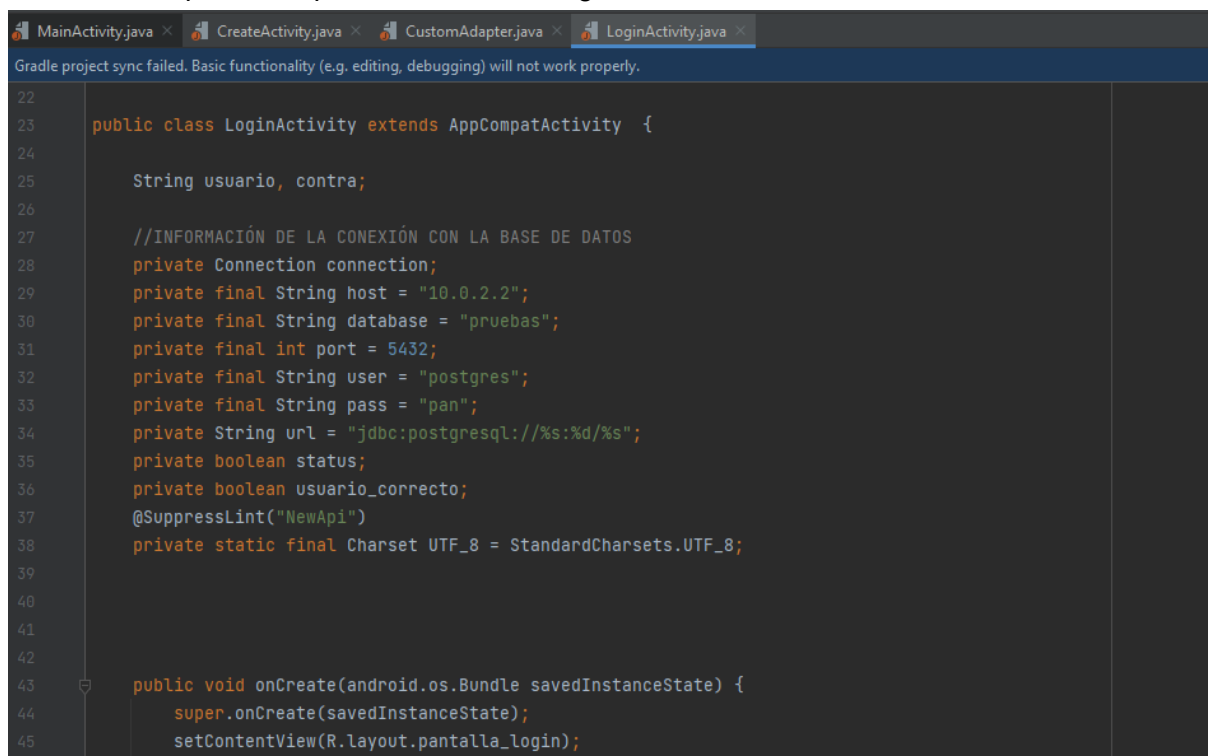 MainActivity.java × CreateActivity.java × CustomAdapter.java × LoginActivity.java ×
Gradle project sync failed. Basic functionality (e.g. editing, debugging) will not work properly.
22
23 public class LoginActivity extends AppCompatActivity  {
24
25     String usuario, contra;
26
27     //INFORMACIÓN DE LA CONEXIÓN CON LA BASE DE DATOS
28     private Connection connection;
29     private final String host = "10.0.2.2";
30     private final String database = "pruebas";
31     private final int port = 5432;
32     private final String user = "postgres";
33     private final String pass = "pan";
34     private String url = "jdbc:postgresql://%s:%d/%s";
35     private boolean status;
36     private boolean usuario_correcto;
37     @SuppressLint("NewApi")
38     private static final Charset UTF_8 = StandardCharsets.UTF_8;
39
40
41
42
43     public void onCreate(android.os.Bundle savedInstanceState) {
44         super.onCreate(savedInstanceState);
45         setContentView(R.layout.pantalla_login);